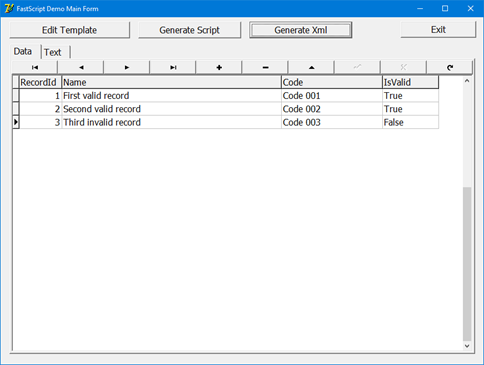 FastScript Demo Main Form
Edit Template Generate Script Generate Xml Exit
Data Text
RecordId Name Code IsValid
1 First valid record Code 001 True
2 Second valid record Code 002 True
3 Third invalid record Code 003 False